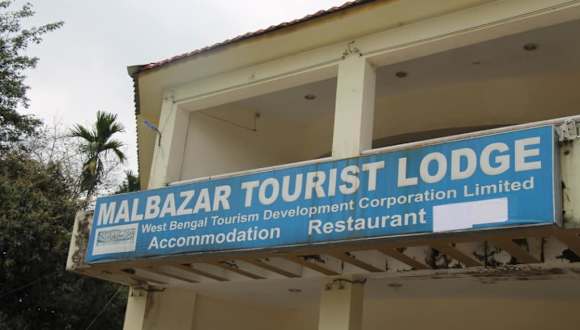 MALBAZAR TOURIST LODGE
West Bengal Tourism Development Corporation Limited
Accommodation Restaurant